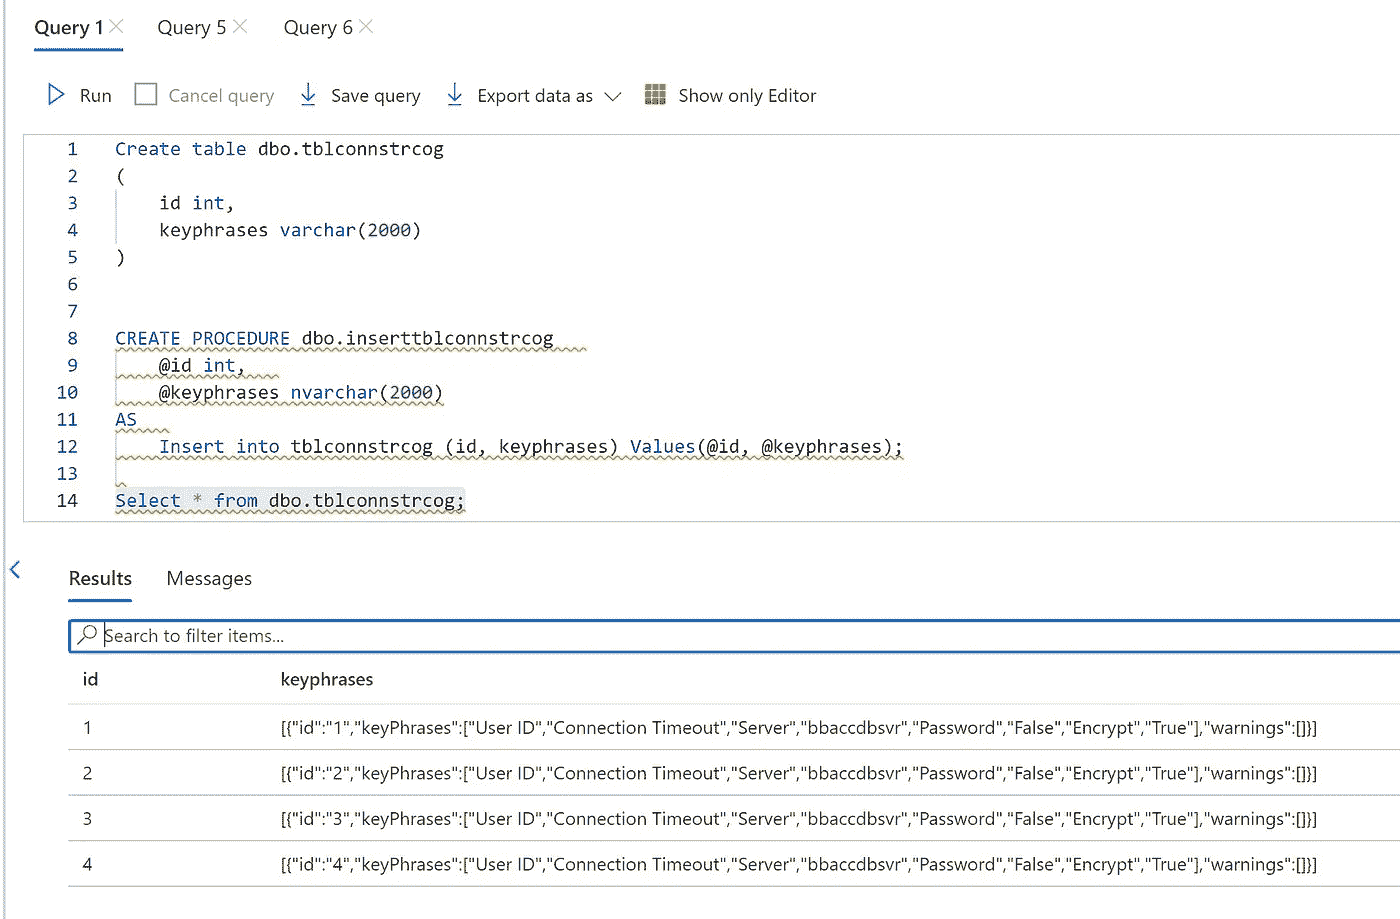 Query 1 Query 5 Query 6
Run Cancel query Save query Export data as Show only Editor
1 Create table dbo.tblconnstrcog
2 (
3 id int,
4 keyphrases varchar(2000)
5 )
6
7
8 CREATE PROCEDURE dbo.inserttblconnstrcog
9 @id int,
10 @keyphrases nvarchar(2000)
11 AS
12 Insert into tblconnstrcog (id, keyphrases) Values(@id, @keyphrases);
13
14 Select * from dbo.tblconnstrcog;
Results Messages
Search to filter items...
id keyphrases
1 [{"id":"1","keyPhrases":["User ID","Connection Timeout","Server","bbaccdbsvr","Password","False","Encrypt","True"],"warnings":[]}]
2 [{"id":"2","keyPhrases":["User ID","Connection Timeout","Server","bbaccdbsvr","Password","False","Encrypt","True"],"warnings":[]}]
3 [{"id":"3","keyPhrases":["User ID","Connection Timeout","Server","bbaccdbsvr","Password","False","Encrypt","True"],"warnings":[]}]
4 [{"id":"4","keyPhrases":["User ID","Connection Timeout","Server","bbaccdbsvr","Password","False","Encrypt","True"],"warnings":[]}]